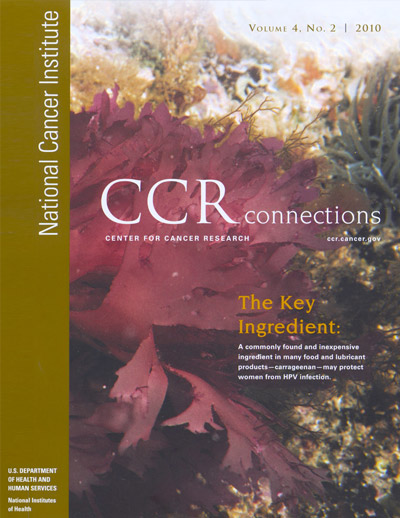 National Cancer Institute
VOLUME 4, NO. 2 | 2010
CCR connections
CENTER FOR CANCER RESEARCH
ccr.cancer.gov
The Key
Ingredient:
A commonly found and inexpensive
ingredient in many food and lubricant
products—carrageenan—may protect
women from HPV infection.
U.S. DEPARTMENT
OF HEALTH AND
HUMAN SERVICES
National Institutes
of Health